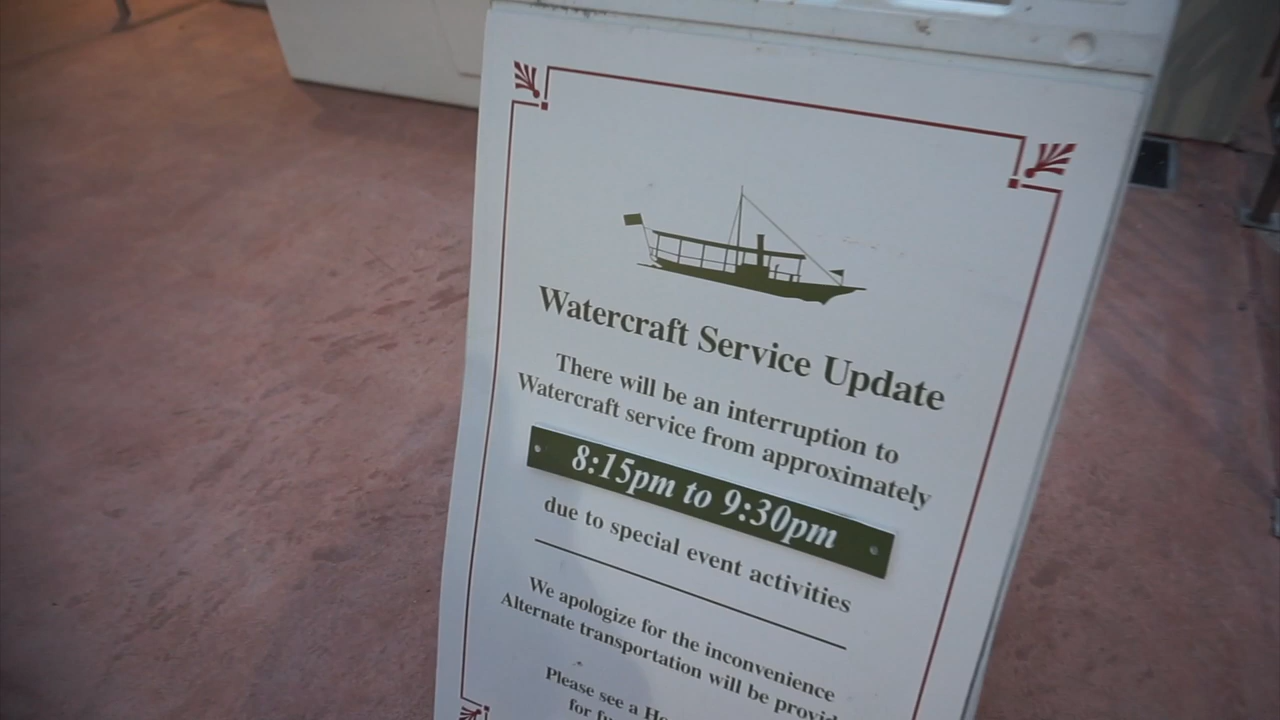 Watercraft Service Update
There will be an interruption to
Watercraft service from approximately
8:15pm to 9:30pm
due to special event activities
We apologize for the inconvenience
Alternate transportation will be
Please see a
for